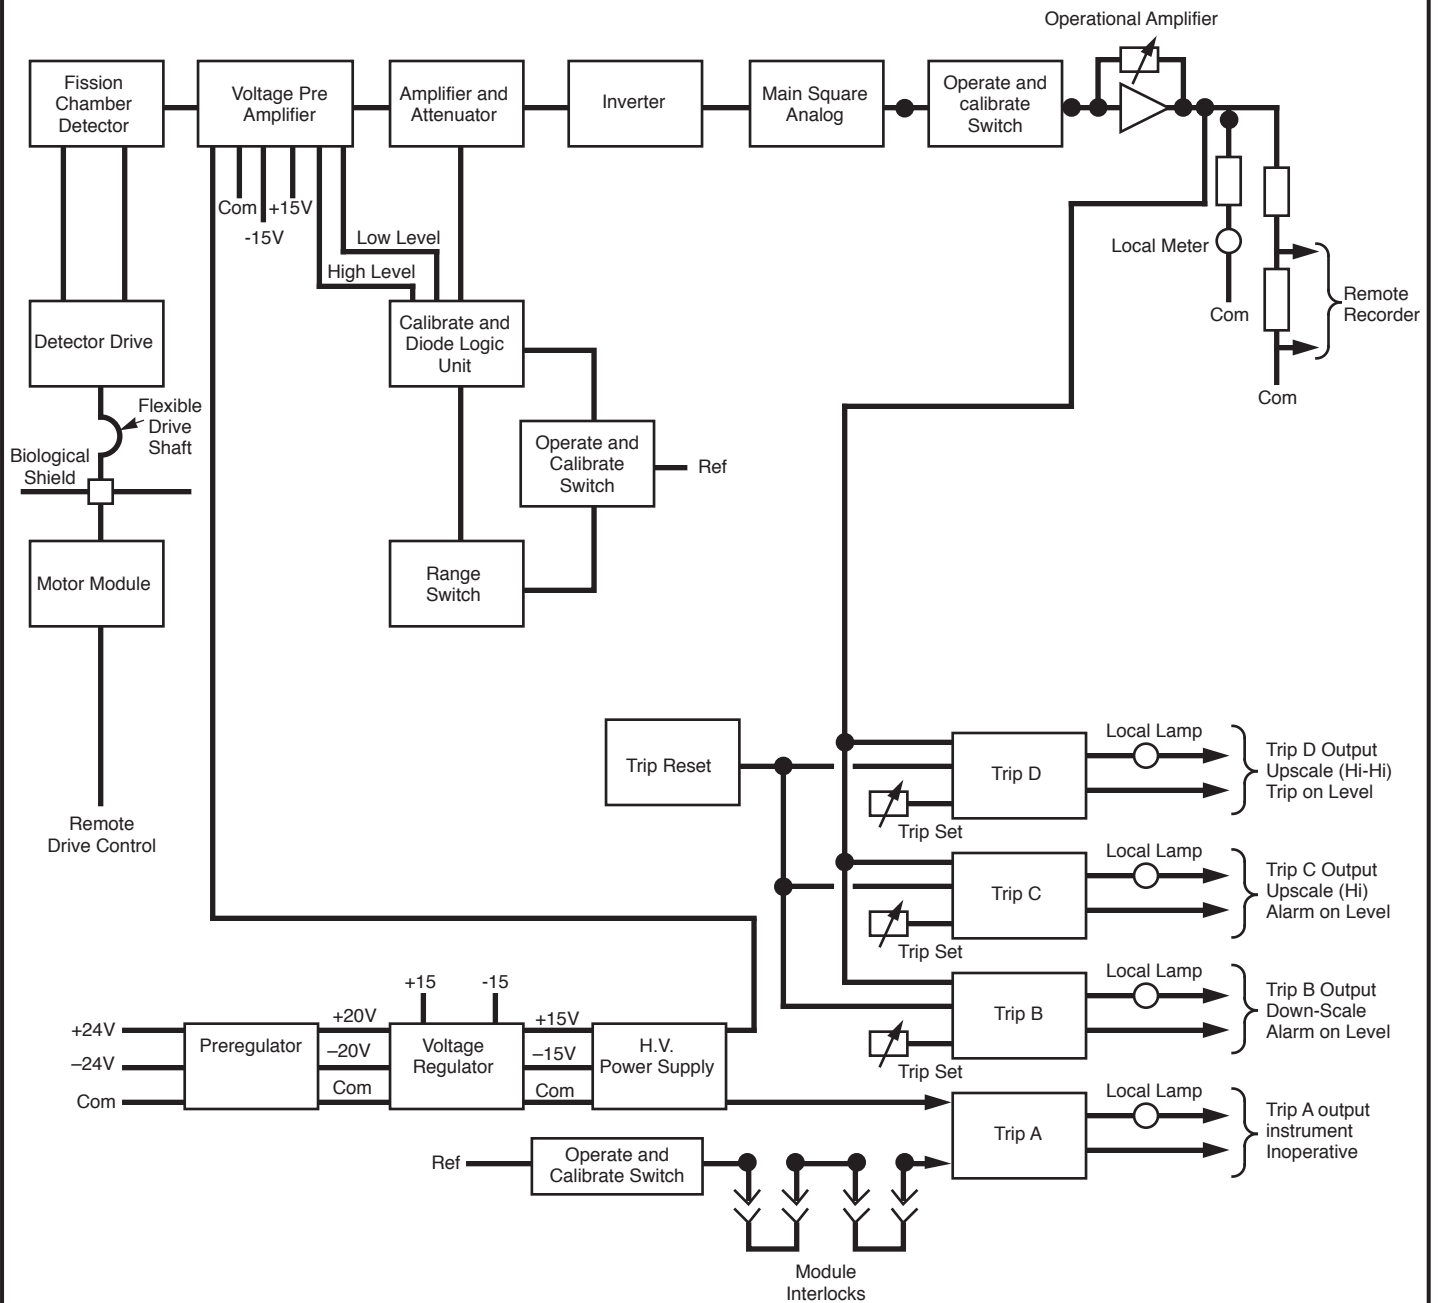 Operational Amplifier
Fission
Chamber
Detector
Voltage Pre
Amplifier
Amplifier and
Attenuator
Inverter
Main Square
Analog
Operate and
calibrate
Switch
Com
+15V
-15V
Low Level
High Level
Local Meter
Com
Remote
Recorder
Com
Detector Drive
Calibrate and
Diode Logic
Unit
Flexible
Drive
Shaft
Biological
Shield
Operate and
Calibrate
Switch
Ref
Motor Module
Range
Switch
Remote
Drive Control
Trip Reset
Trip D
Trip Set
Local Lamp
Trip D Output
Upscale (Hi-Hi)
Trip on Level
Trip C
Trip Set
Local Lamp
Trip C Output
Upscale (Hi)
Alarm on Level
Trip B
Trip Set
Local Lamp
Trip B Output
Down-Scale
Alarm on Level
+15
-15
+24V
–24V
Com
Preregulator
+20V
–20V
Com
Voltage
Regulator
+15V
–15V
Com
H.V.
Power Supply
Trip A
Local Lamp
Trip A output
instrument
Inoperative
Ref
Operate and
Calibrate Switch
Module
Interlocks